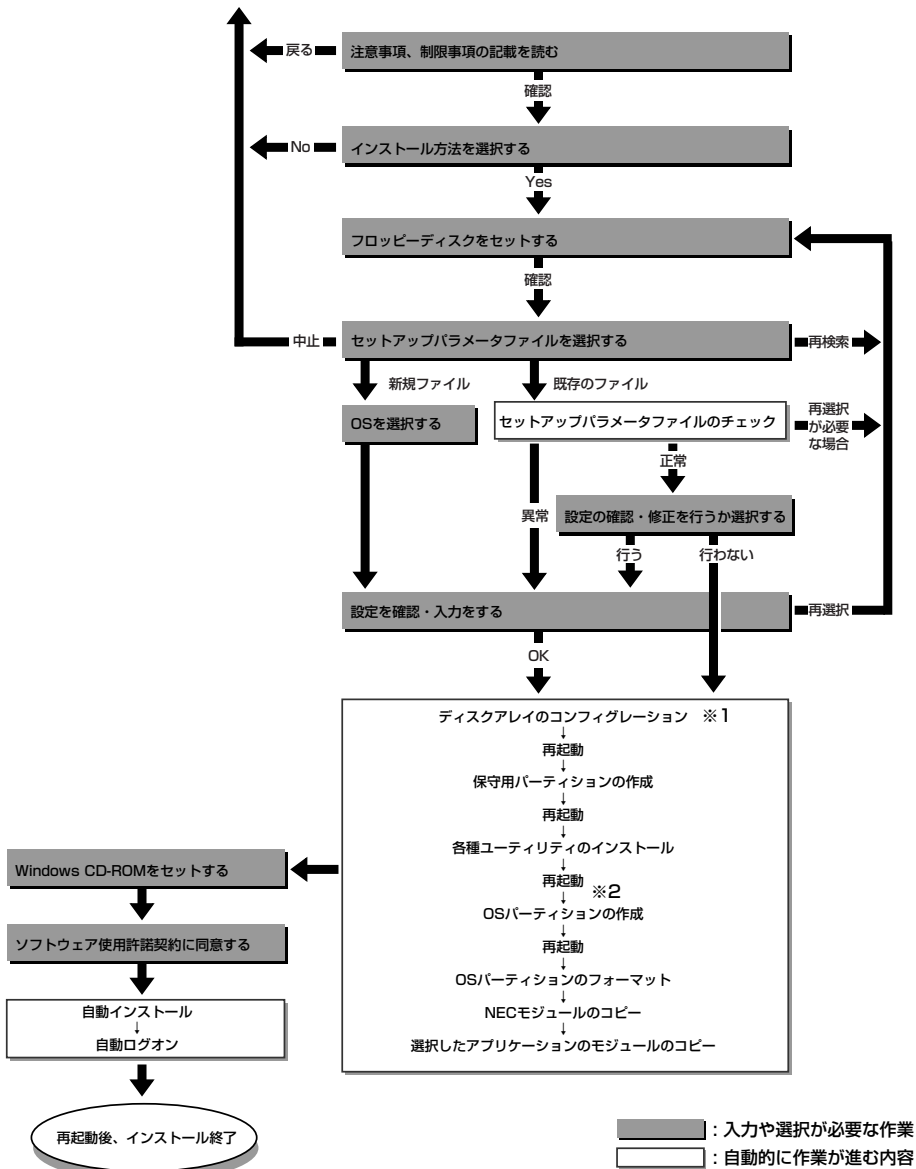 戻る
注意事項、制限事項の記載を読む
確認
No
インストール方法を選択する
Yes
フロッピーディスクをセットする
確認
中止
セットアップパラメータファイルを選択する
再検索
新規ファイル
既存のファイル
OSを選択する
セットアップパラメータファイルのチェック
再選択
が必要
な場合
正常
異常
設定の確認・修正を行うか選択する
行う
行わない
設定を確認・入力をする
再選択
OK
ディスクアレイのコンフィグレーション ※1
↓
再起動
↓
保守用パーティションの作成
↓
再起動
↓
各種ユーティリティのインストール
↓
再起動
↓ ※2
OSパーティションの作成
↓
再起動
↓
OSパーティションのフォーマット
↓
NECモジュールのコピー
↓
選択したアプリケーションのモジュールのコピー
Windows CD-ROMをセットする
ソフトウェア使用許諾契約に同意する
自動インストール
↓
自動ログオン
再起動後、インストール終了
：入力や選択が必要な作業
：自動的に作業が進む内容